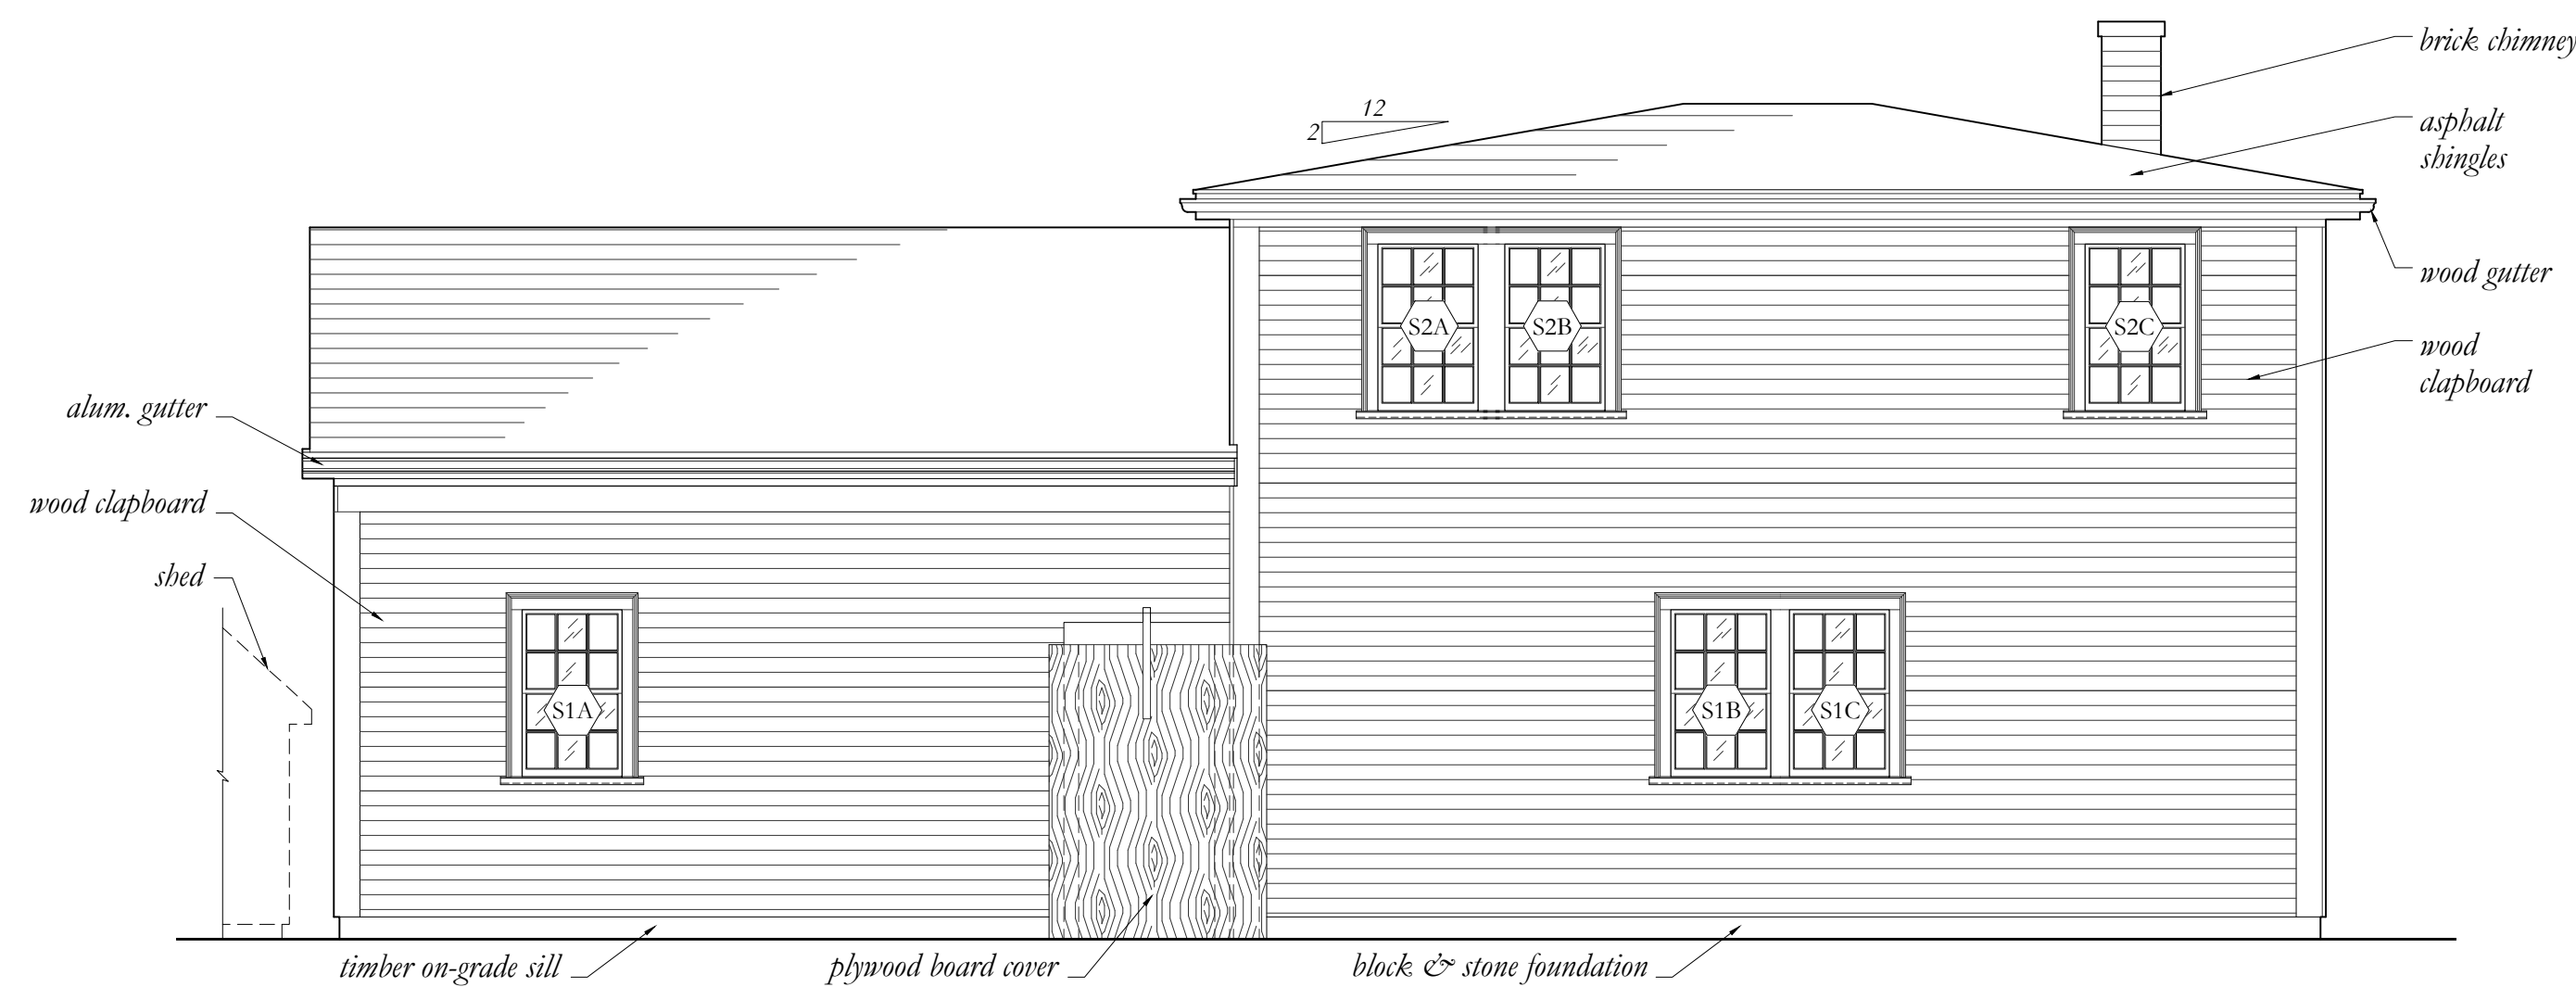 brick chimney
12
2
asphalt
shingles
wood gutter
S2A
S2B
S2C
wood
clapboard
alum. gutter
wood clapboard
shed
S1A
S1B
S1C
timber on-grade sill
plywood board cover
block & stone foundation